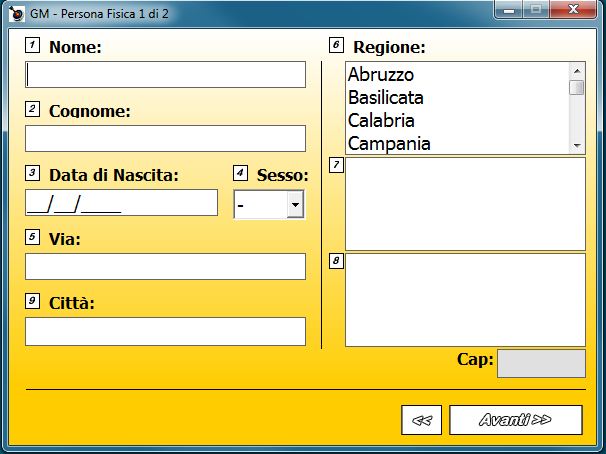 GM - Persona Fisica 1 di 2
1 Nome:
2 Cognome:
3 Data di Nascita:
4 Sesso:
__/__/____
-
5 Via:
9 Città:
6 Regione:
Abruzzo
Basilicata
Calabria
Campania
7
8
Cap:
<<
Avanti >>